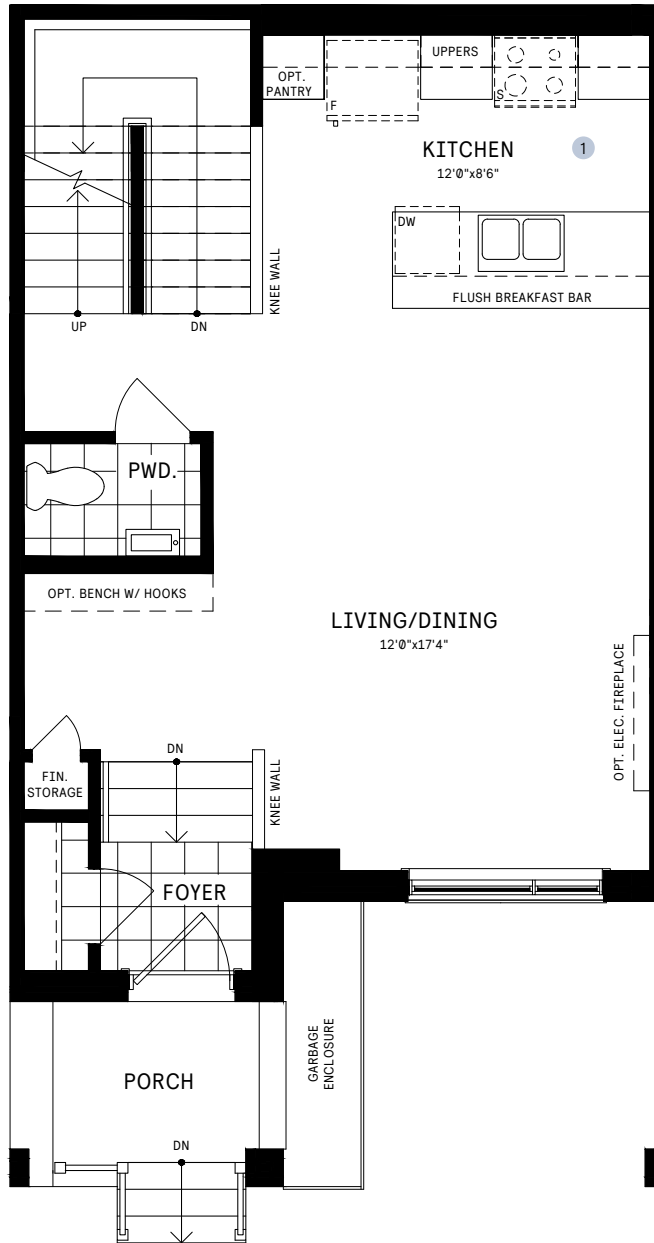 UPPERS
OPT.
PANTRY
F
S
KITCHEN
1
12'0"x8'6"
DW
KNEE WALL
FLUSH BREAKFAST BAR
UP
DN
PWD.
OPT. BENCH W/ HOOKS
LIVING/DINING
12'0"x17'4"
OPT. ELEC. FIREPLACE
DN
FIN.
STORAGE
KNEE WALL
FOYER
GARBAGE
ENCLOSURE
PORCH
DN